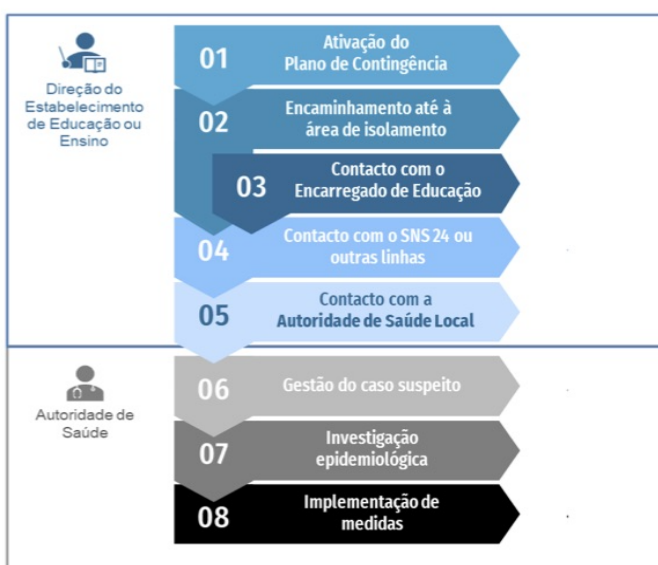 Direção do
Estabelecimento
de Educação ou
Ensino
01
Ativação do
Plano de Contingência
02
Encaminhamento até à
área de isolamento
03
Contacto com o
Encarregado de Educação
04
Contacto com o SNS 24 ou
outras linhas
05
Contacto com a
Autoridade de Saúde Local
Autoridade de
Saúde
06
Gestão do caso suspeito
07
Investigação
epidemiológica
08
Implementação de
medidas